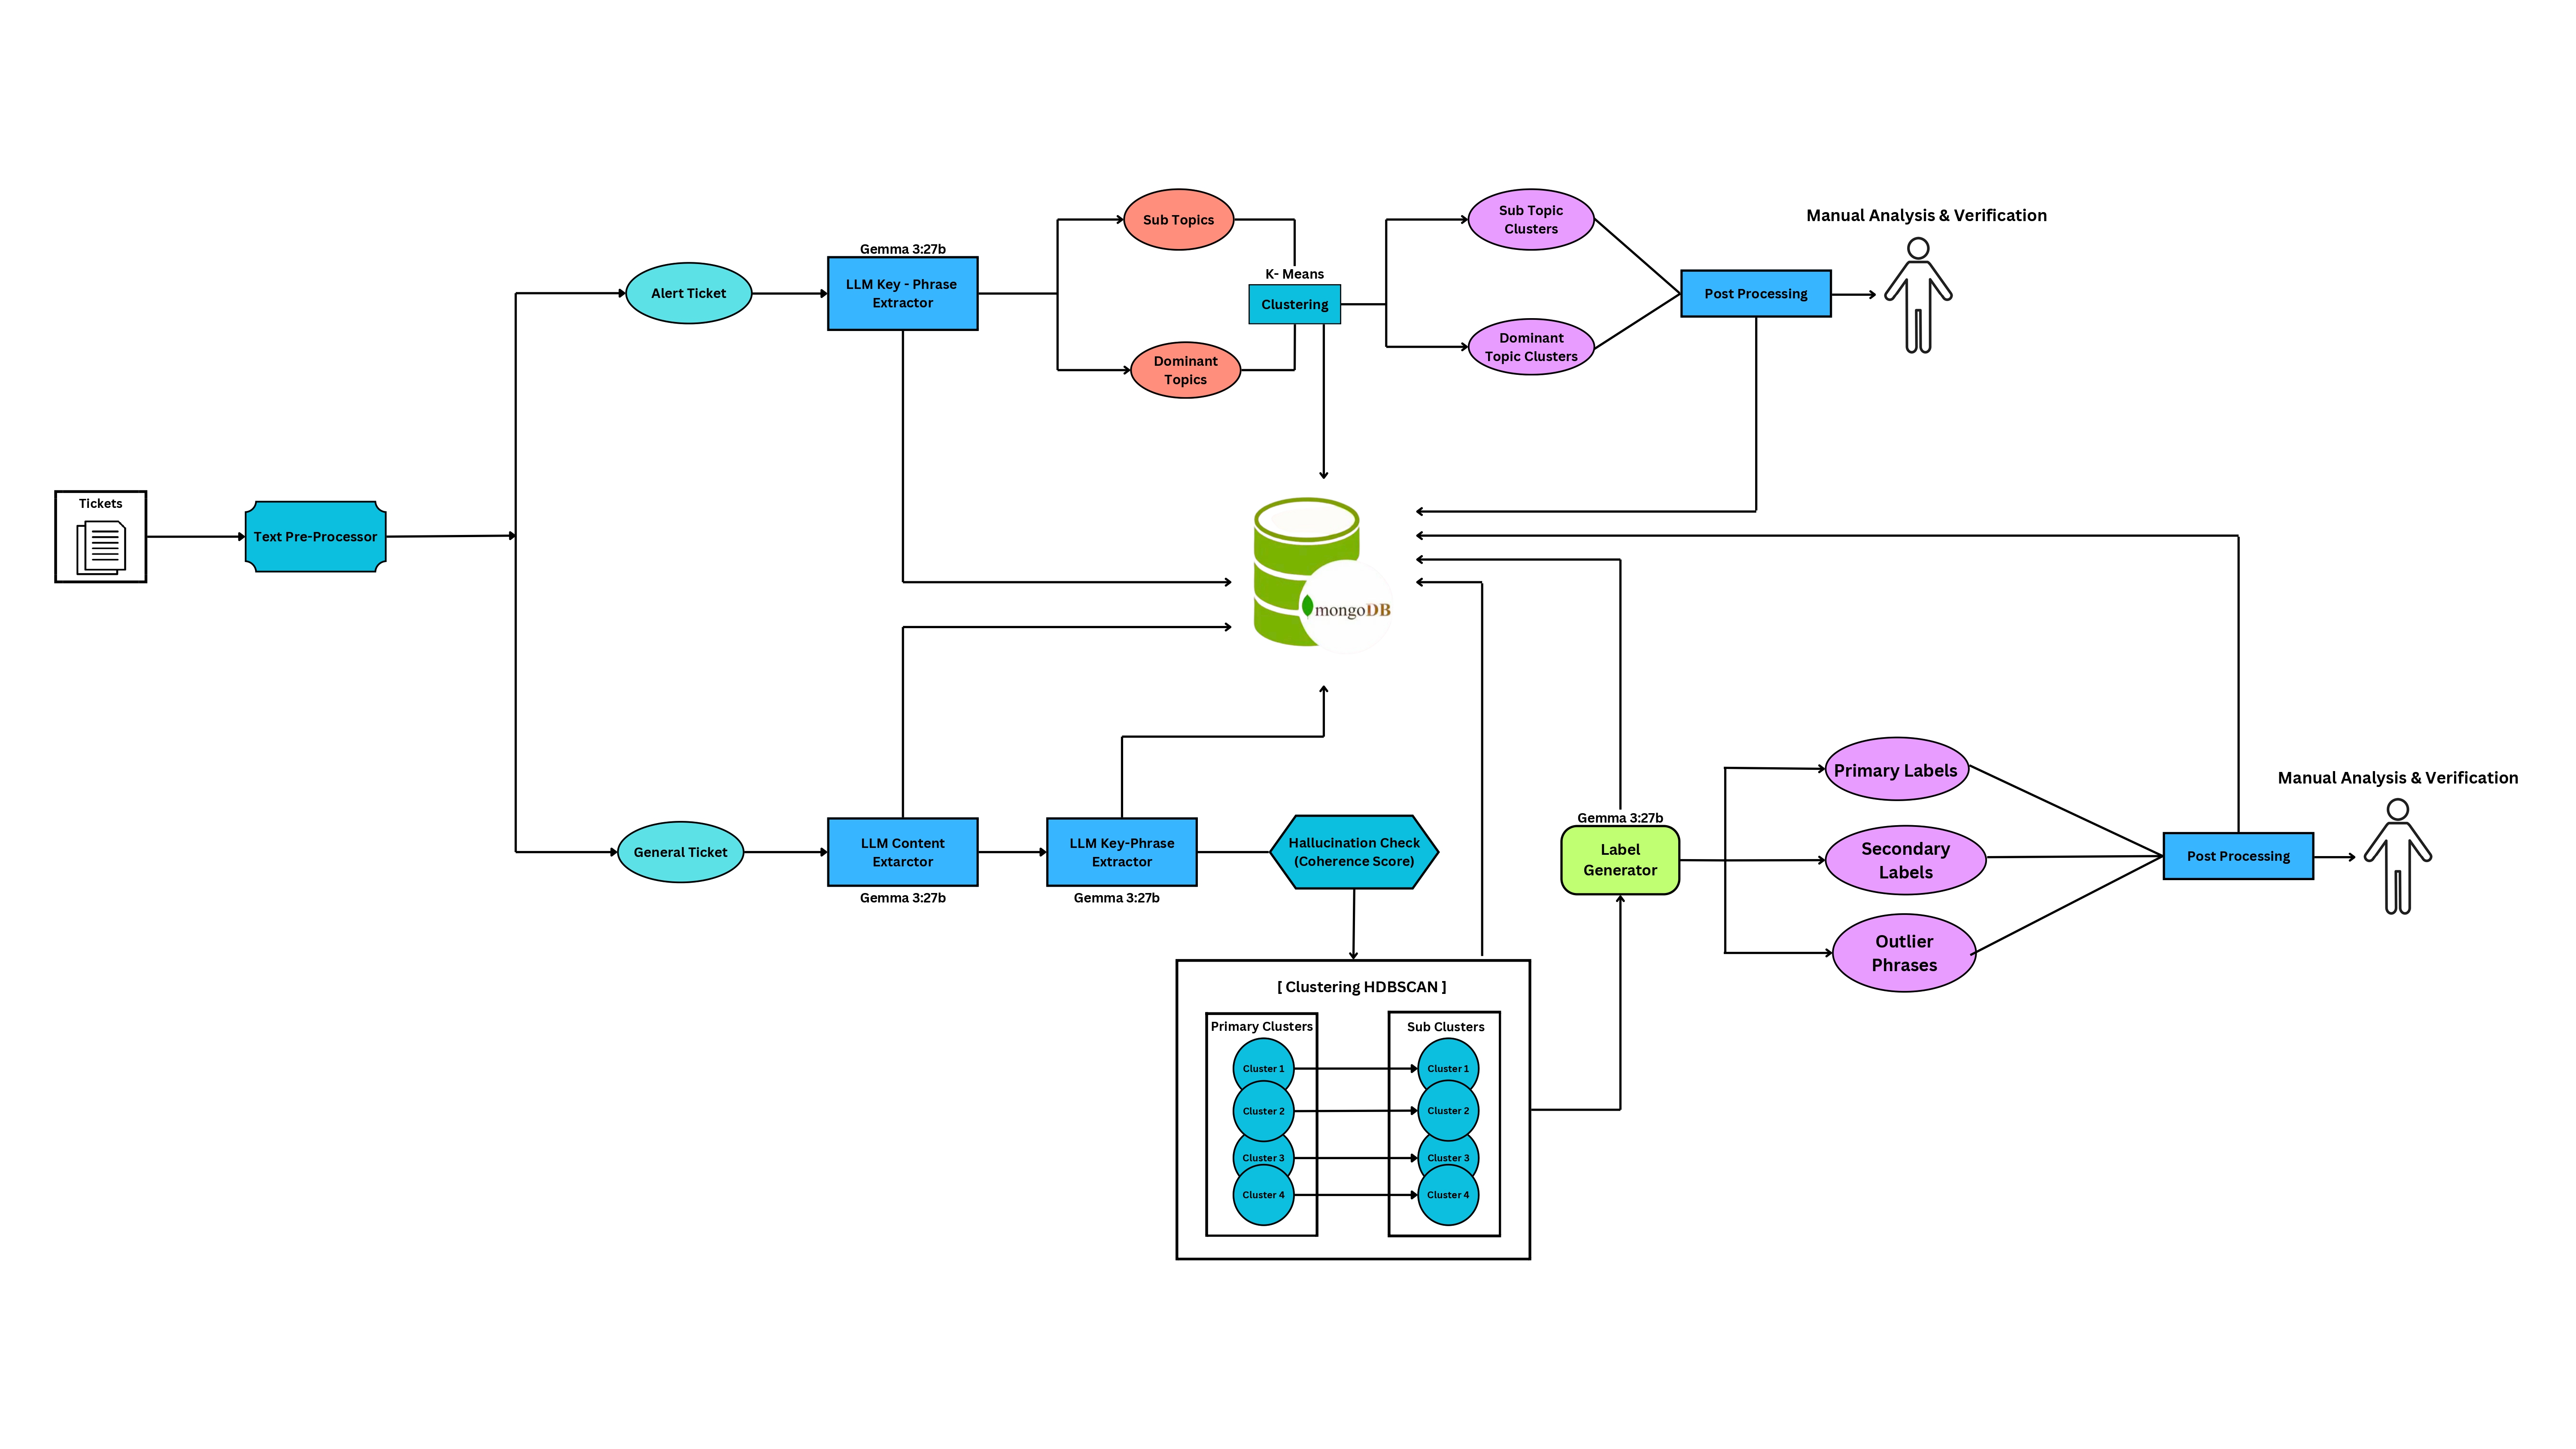 Tickets
Text Pre-Processor
Alert Ticket
Gemma 3:27b
LLM Key - Phrase
Extractor
Sub Topics
Dominant
Topics
K- Means
Clustering
Sub Topic
Clusters
Dominant
Topic Clusters
Post Processing
Manual Analysis & Verification
mongoDB
General Ticket
LLM Content
Extarctor
Gemma 3:27b
LLM Key-Phrase
Extractor
Gemma 3:27b
Hallucination Check
(Coherence Score)
[ Clustering HDBSCAN ]
Primary Clusters
Cluster 1
Cluster 2
Cluster 3
Cluster 4
Sub Clusters
Cluster 1
Cluster 2
Cluster 3
Cluster 4
Gemma 3:27b
Label
Generator
Primary Labels
Secondary
Labels
Outlier
Phrases
Post Processing
Manual Analysis & Verification